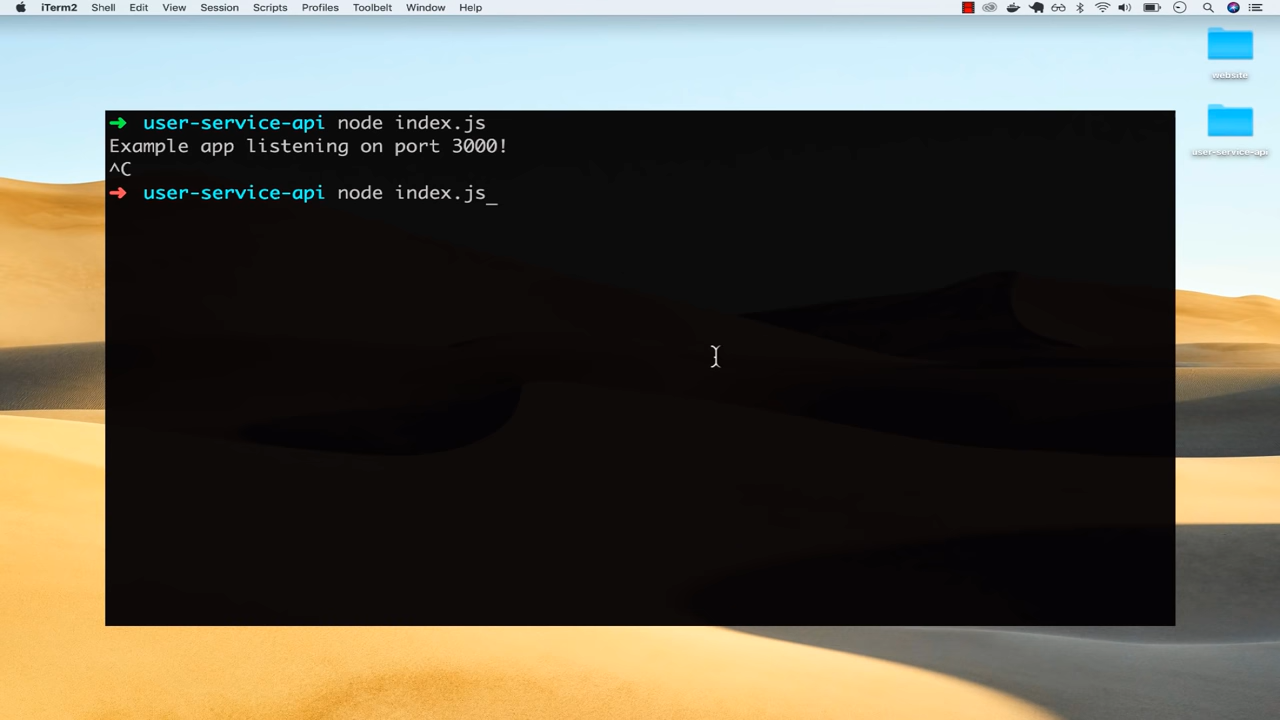 iTerm2 Shell Edit View Session Scripts Profiles Toolbelt Window Help
website
user-service-api
➜ user-service-api node index.js
Example app listening on port 3000!
^C
➜ user-service-api node index.js_